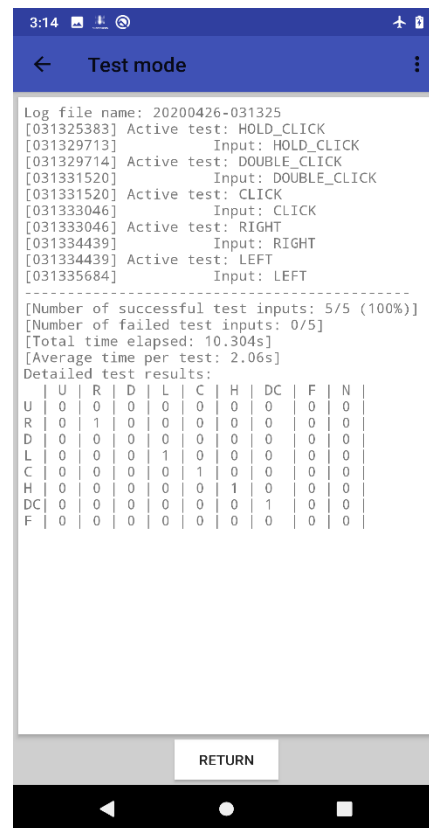 3:14
Test mode
Log file name: 20200426-031325
[031325383] Active test: HOLD_CLICK
[031329713]           Input: HOLD_CLICK
[031329714] Active test: DOUBLE_CLICK
[031331520]           Input: DOUBLE_CLICK
[031331520] Active test: CLICK
[031333046]           Input: CLICK
[031333046] Active test: RIGHT
[031334439]           Input: RIGHT
[031334439] Active test: LEFT
[031335684]           Input: LEFT
--------------------------------------------
[Number of successful test inputs: 5/5 (100%)]
[Number of failed test inputs: 0/5]
[Total time elapsed: 10.304s]
[Average time per test: 2.06s]
Detailed test results:
| U | R | D | L | C | H | DC | F | N |
U | 0 | 0 | 0 | 0 | 0 | 0 | 0 | 0 | 0 |
R | 0 | 1 | 0 | 0 | 0 | 0 | 0 | 0 | 0 |
D | 0 | 0 | 0 | 0 | 0 | 0 | 0 | 0 | 0 |
L | 0 | 0 | 0 | 1 | 0 | 0 | 0 | 0 | 0 |
C | 0 | 0 | 0 | 0 | 1 | 0 | 0 | 0 | 0 |
H | 0 | 0 | 0 | 0 | 0 | 1 | 0 | 0 | 0 |
DC| 0 | 0 | 0 | 0 | 0 | 0 | 1 | 0 | 0 |
F | 0 | 0 | 0 | 0 | 0 | 0 | 0 | 0 | 0 |
RETURN